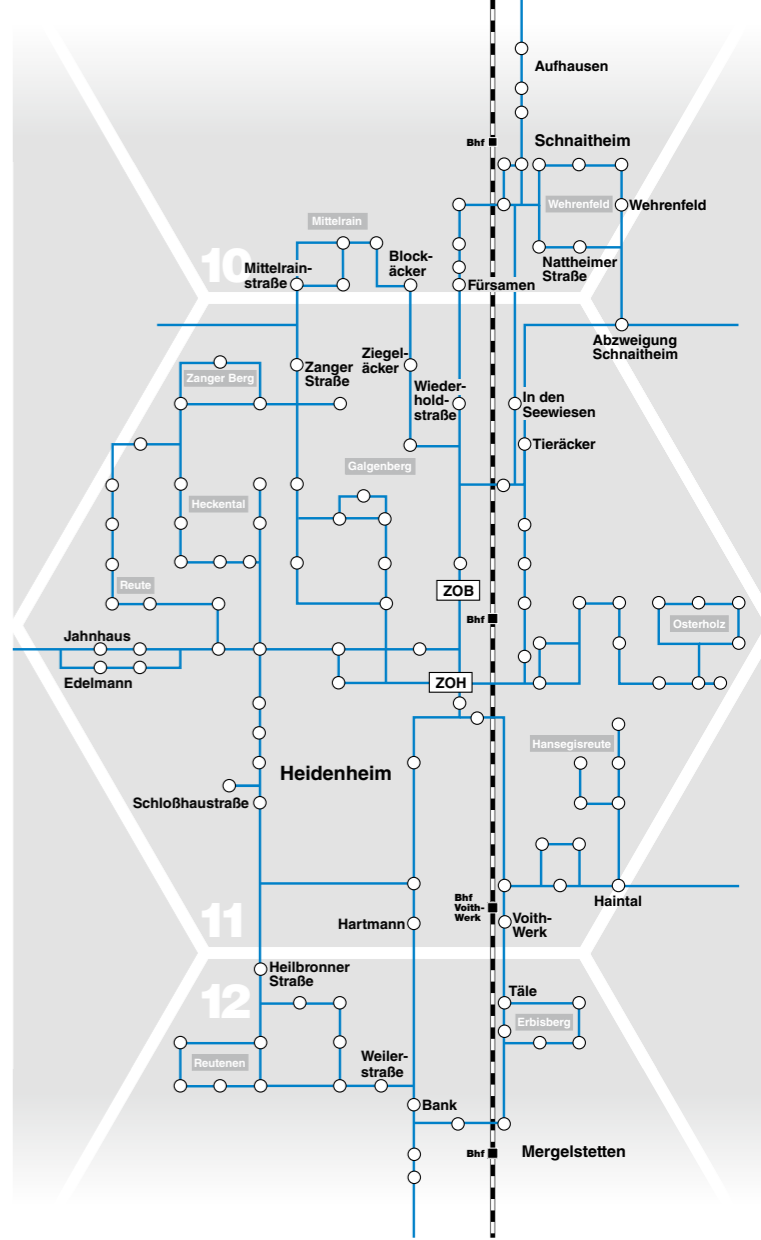 Aufhausen
Bhf
Schnaitheim
Wehrenfeld
Wehrenfeld
Mittelrain
10
Mittelrain-
straße
Block-
äcker
Nattheimer
Straße
Fürsamen
Abzweigung
Schnaitheim
Zanger Berg
Zanger
Straße
Ziegel-
äcker
Wieder-
hold-
straße
In den
Seewiesen
Tieräcker
Galgenberg
Heckental
Reute
ZOB
Bhf
Osterholz
Jahnhaus
Edelmann
ZOH
Hansegisreute
Heidenheim
Schloßhaustraße
Haintal
11
Hartmann
Bhf
Voith-
Werk
Voith-
Werk
12
Heilbronner
Straße
Täle
Erbisberg
Reutenen
Weiler-
straße
Bank
Bhf
Mergelstetten